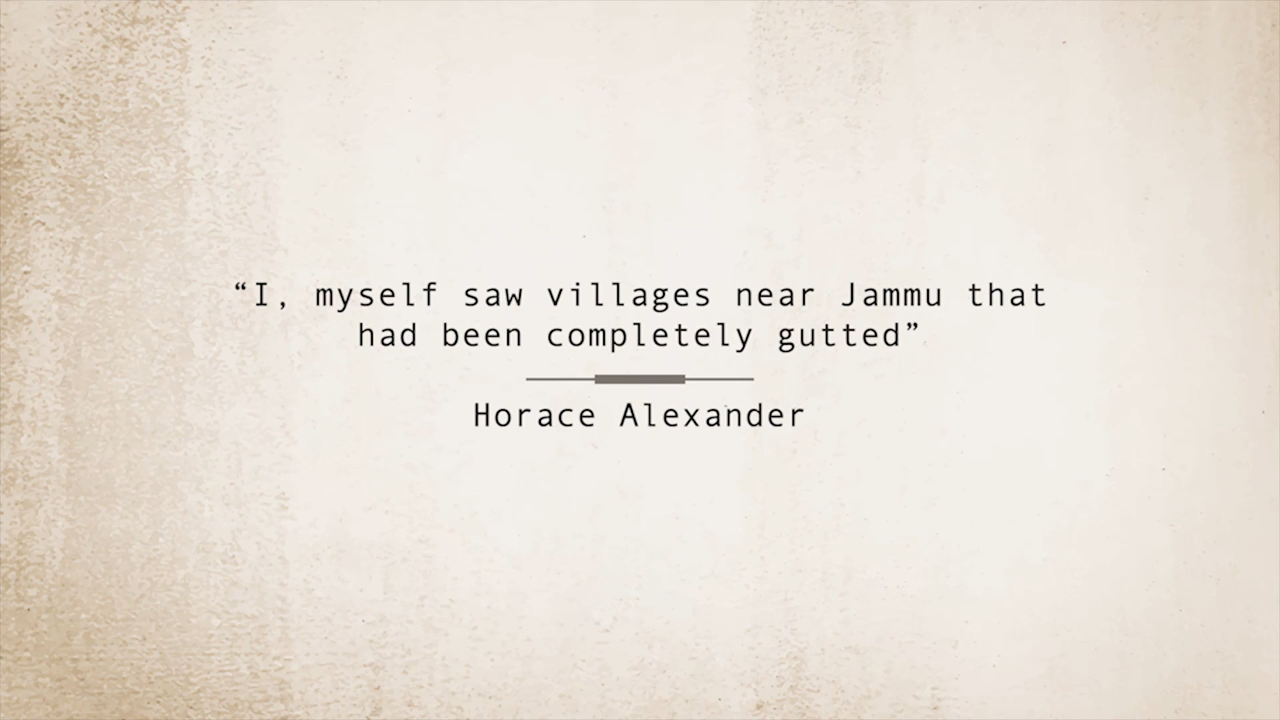 “I, myself saw villages near Jammu that
had been completely gutted”
Horace Alexander